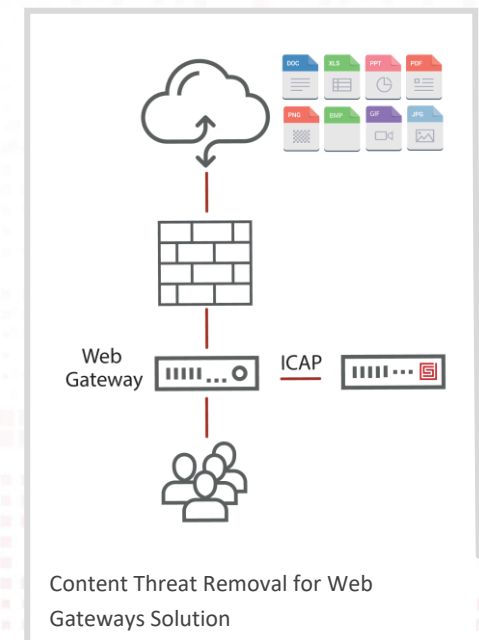 DOC XLS PPT PDF
PNG BMP GIF JPG
Web
Gateway
ICAP
Content Threat Removal for Web
Gateways Solution